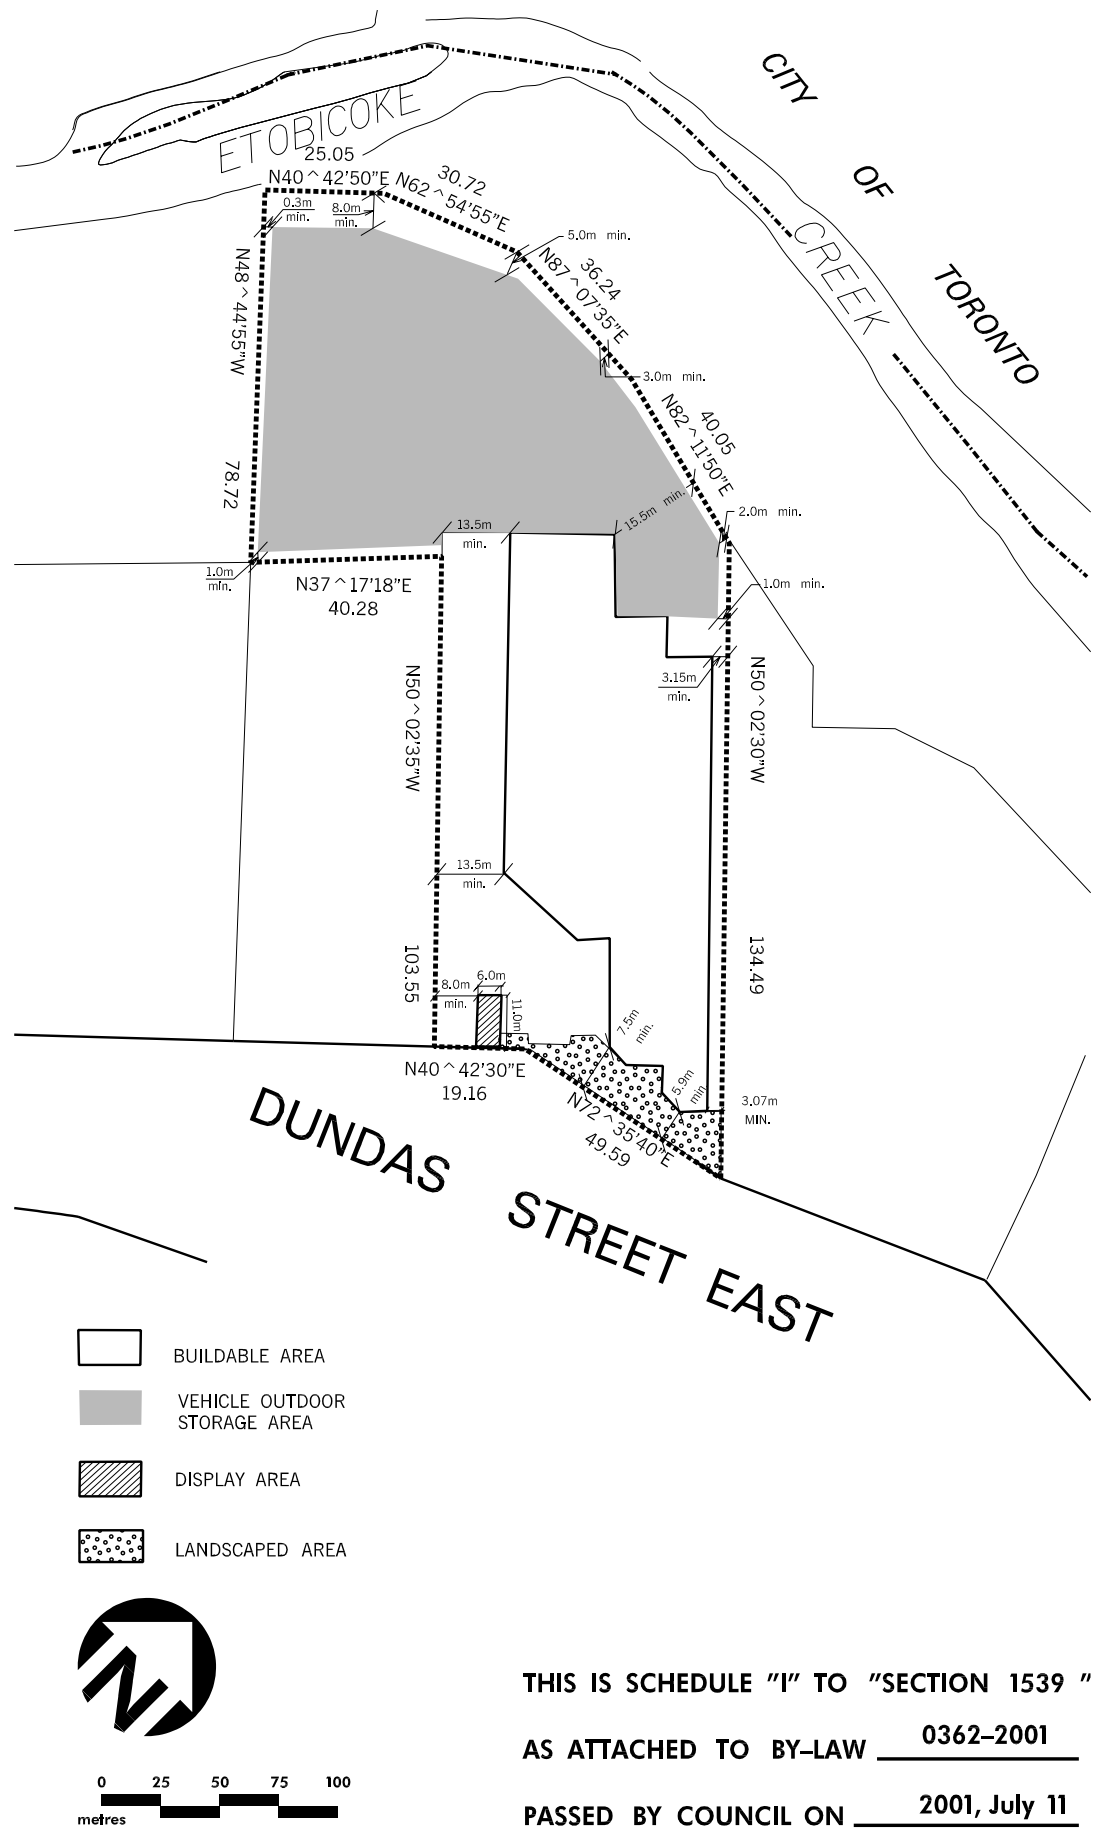 CITY
OF
TORONTO
ETOBICOKE
CREEK
25.05
N40^42'50"E
30.72
N62^54'55"E
0.3m
min.
8.0m
min.
5.0m min.
36.24
N87^07'35"E
3.0m min.
40.05
N82^11'50"E
N48^44'55"W
78.72
13.5m
min.
15.5m min.
2.0m min.
1.0m
min.
N37^17'18"E
40.28
1.0m min.
3.15m
min.
N50^02'35"W
103.55
N50^02'30"W
134.49
13.5m
min.
8.0m
min.
6.0m
11.0m
7.5m
min.
5.9m
min.
3.07m
MIN.
N40^42'30"E
19.16
N72^35'40"E
49.59
DUNDAS STREET EAST
BUILDABLE AREA
VEHICLE OUTDOOR
STORAGE AREA
DISPLAY AREA
LANDSCAPED AREA
N
0 25 50 75 100
metres
THIS IS SCHEDULE "I" TO "SECTION 1539 "
AS ATTACHED TO BY–LAW 0362–2001
PASSED BY COUNCIL ON 2001, July 11